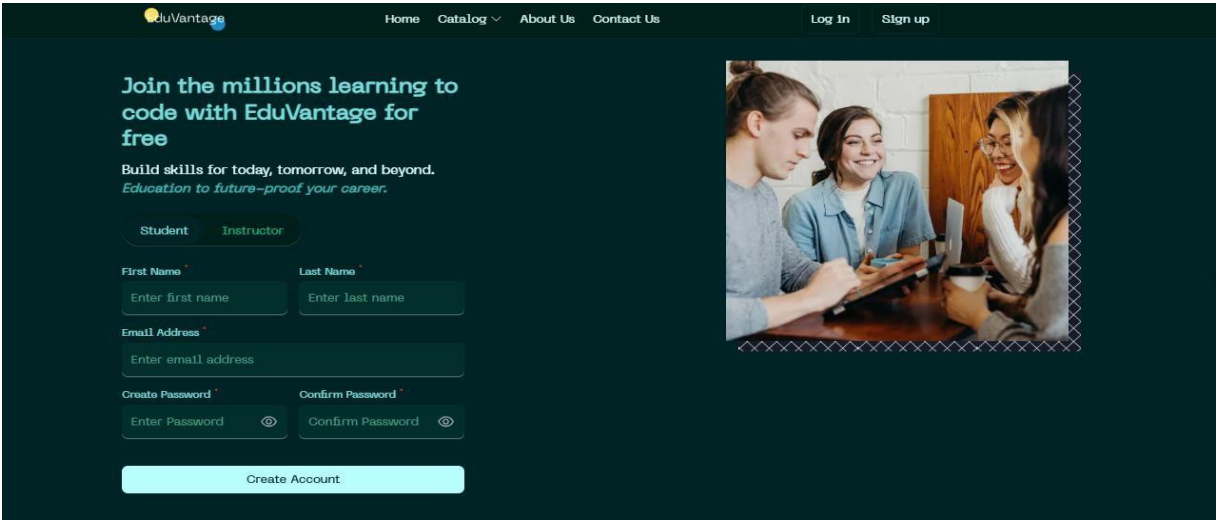 EduVantage
Home Catalog About Us Contact Us Log in Sign up
Join the millions learning to
code with EduVantage for
free
Build skills for today, tomorrow, and beyond.
Education to future-proof your career.
Student Instructor
First Name * Last Name *
Enter first name Enter last name
Email Address *
Enter email address
Create Password * Confirm Password *
Enter Password Confirm Password
Create Account